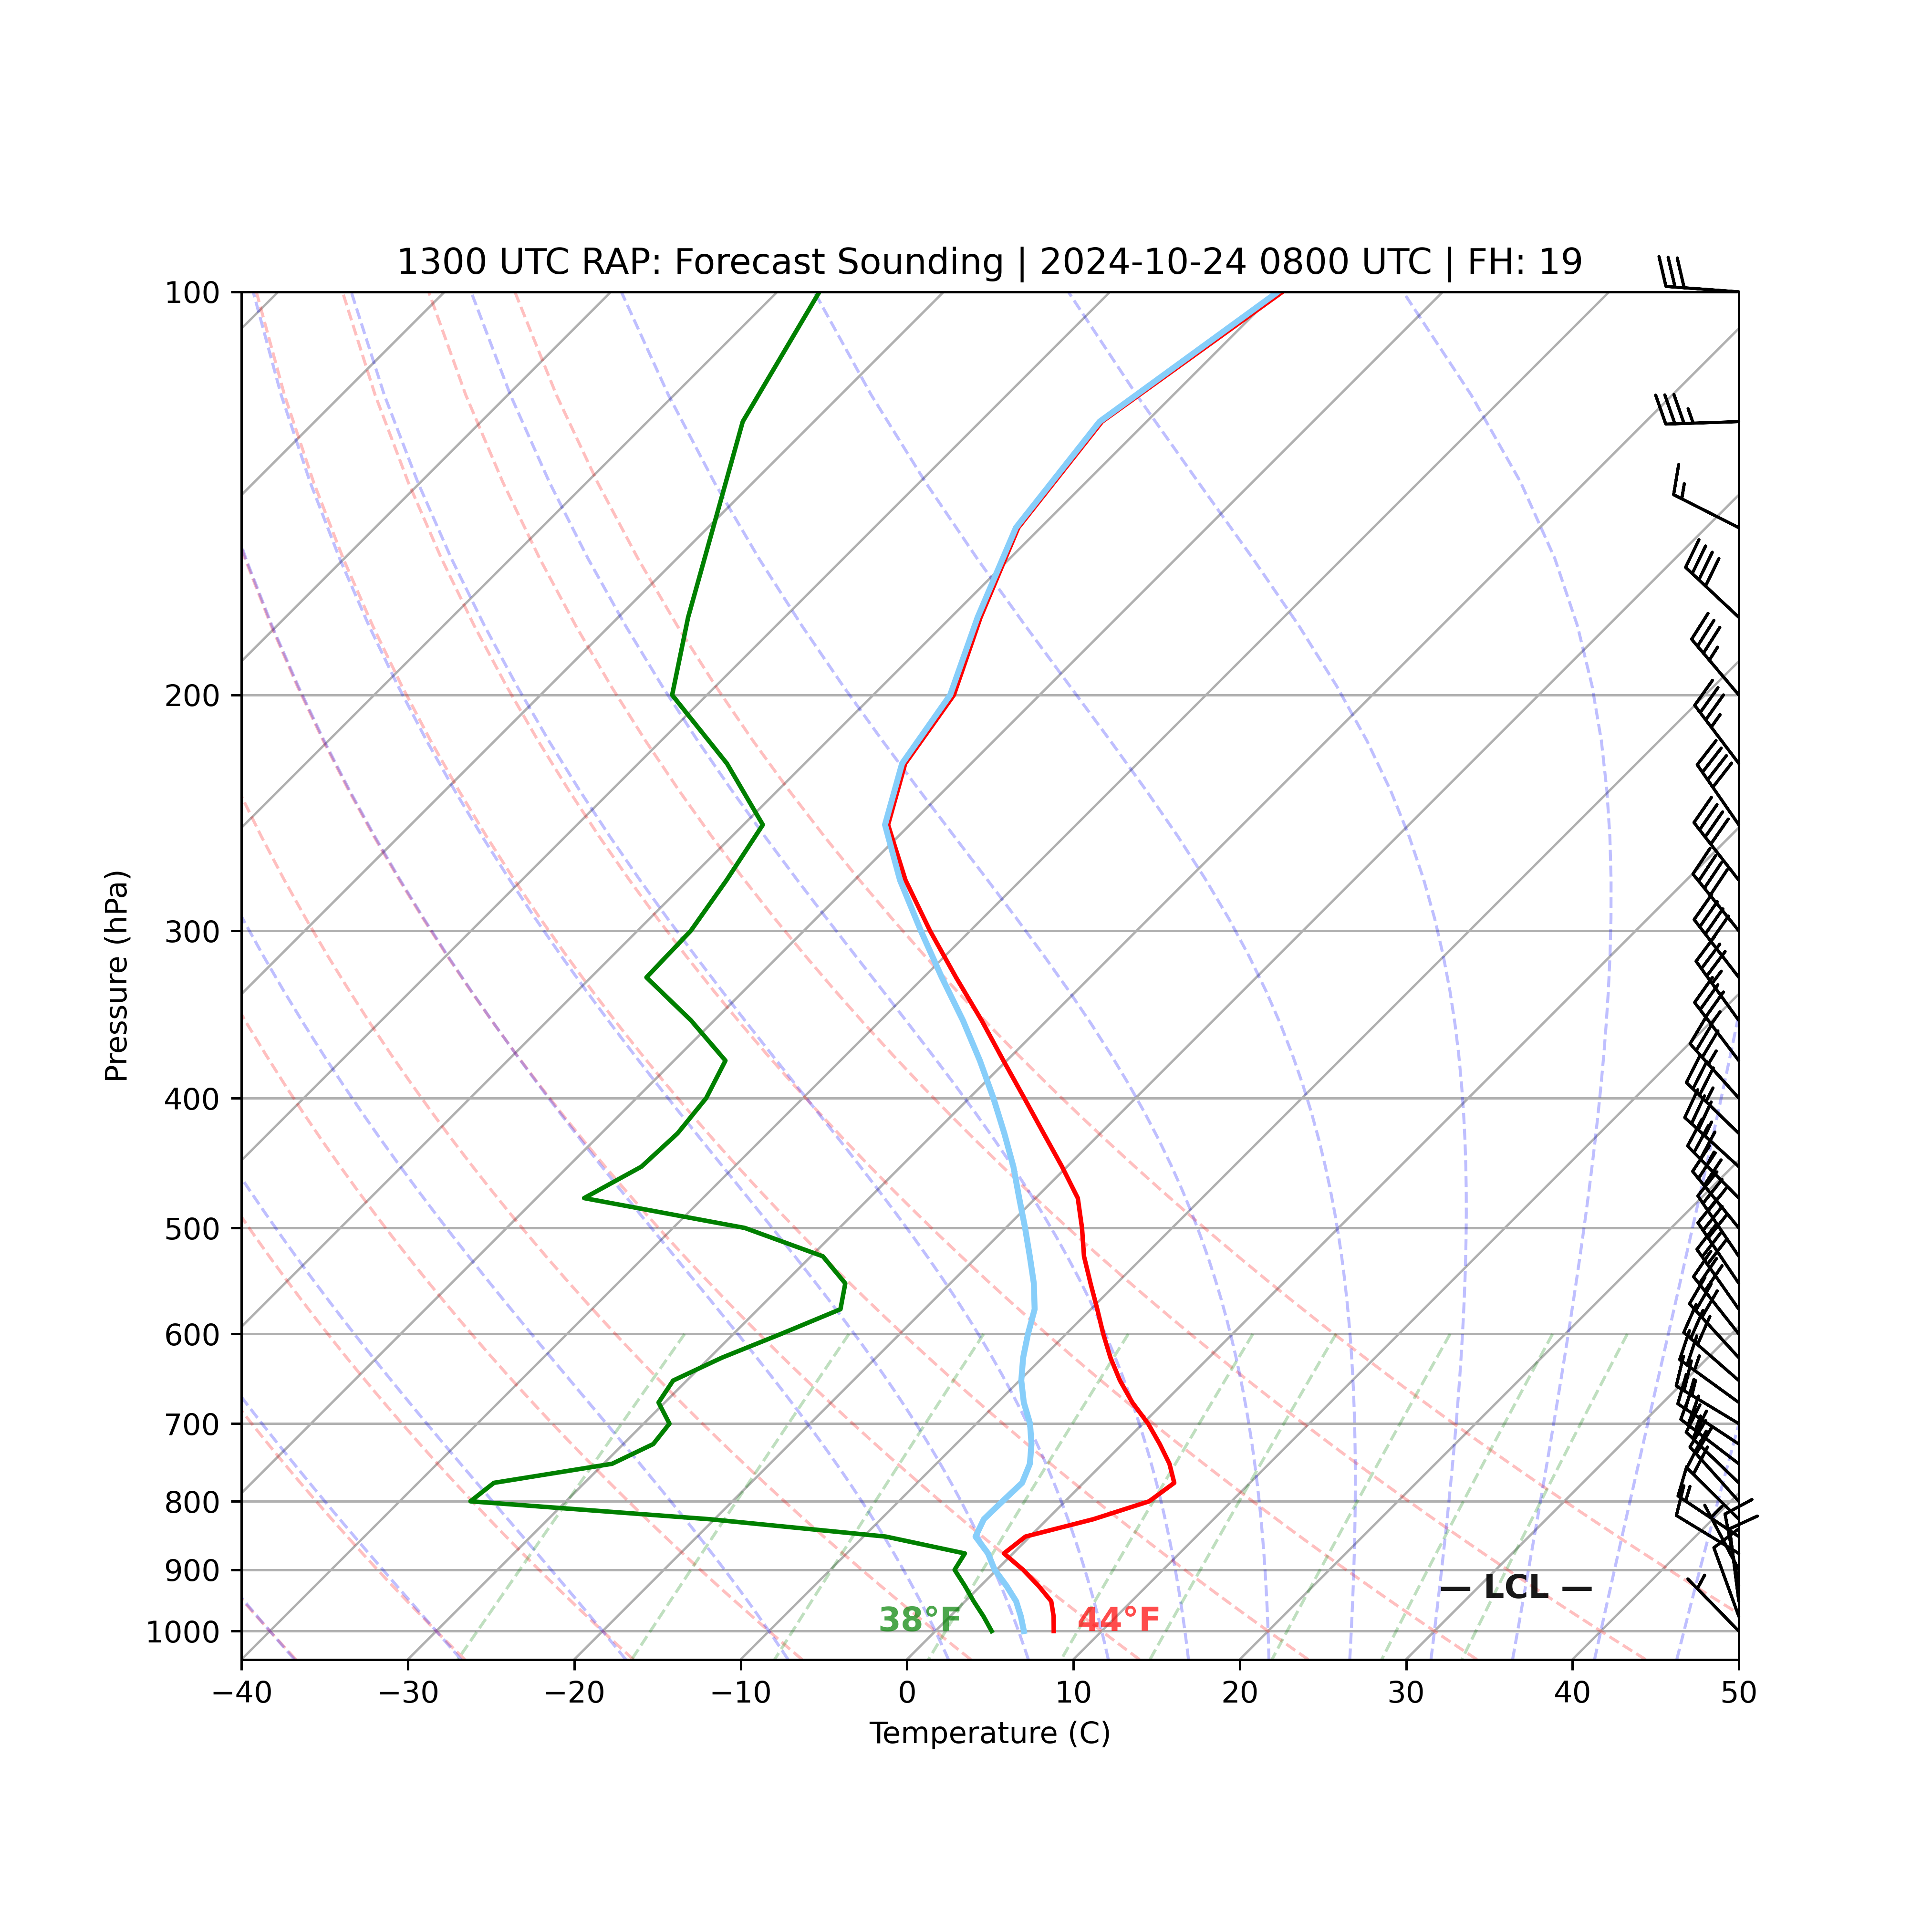 1300 UTC RAP: Forecast Sounding | 2024-10-24 0800 UTC | FH: 19
100
200
300
400
500
600
700
800
900
1000
Pressure (hPa)
— LCL —
38°F 44°F
−40 −30 −20 −10 0 10 20 30 40 50
Temperature (C)